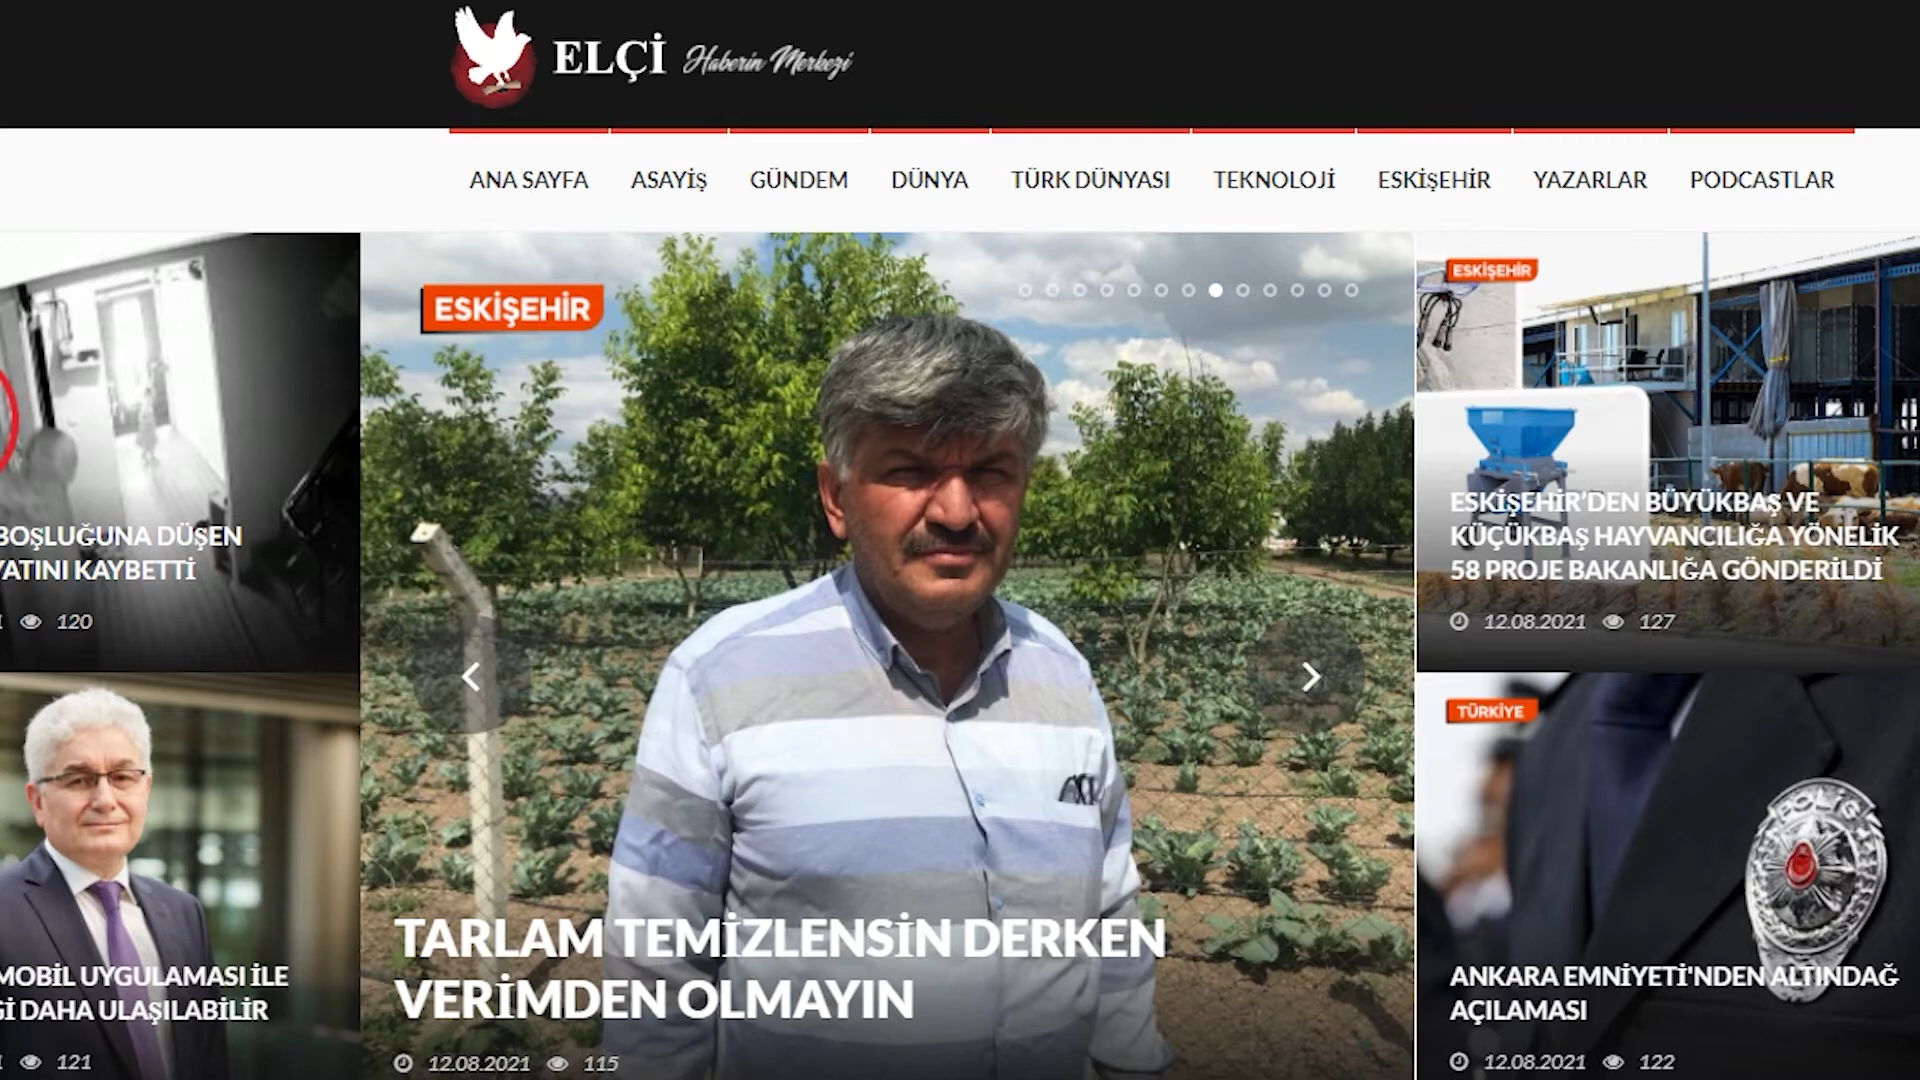 ELÇİ Haberin Merkezi
ANA SAYFA ASAYİŞ GÜNDEM DÜNYA TÜRK DÜNYASI TEKNOLOJİ ESKİŞEHİR YAZARLAR PODCASTLAR
BOŞLUĞUNA DÜŞEN
YATINI KAYBETTİ
120
MOBİL UYGULAMASI İLE
Gİ DAHA ULAŞILABİLİR
121
ESKİŞEHİR
TARLAM TEMİZLENSİN DERKEN
VERİMDEN OLMAYIN
12.08.2021 115
ESKİŞEHİR
ESKİŞEHİR'DEN BÜYÜKBAŞ VE
KÜÇÜKBAŞ HAYVANCILIĞA YÖNELİK
58 PROJE BAKANLIĞA GÖNDERİLDİ
12.08.2021 127
TÜRKİYE
POLİS
ANKARA EMNİYETİ'NDEN ALTINDAĞ
AÇILAMASI
12.08.2021 122